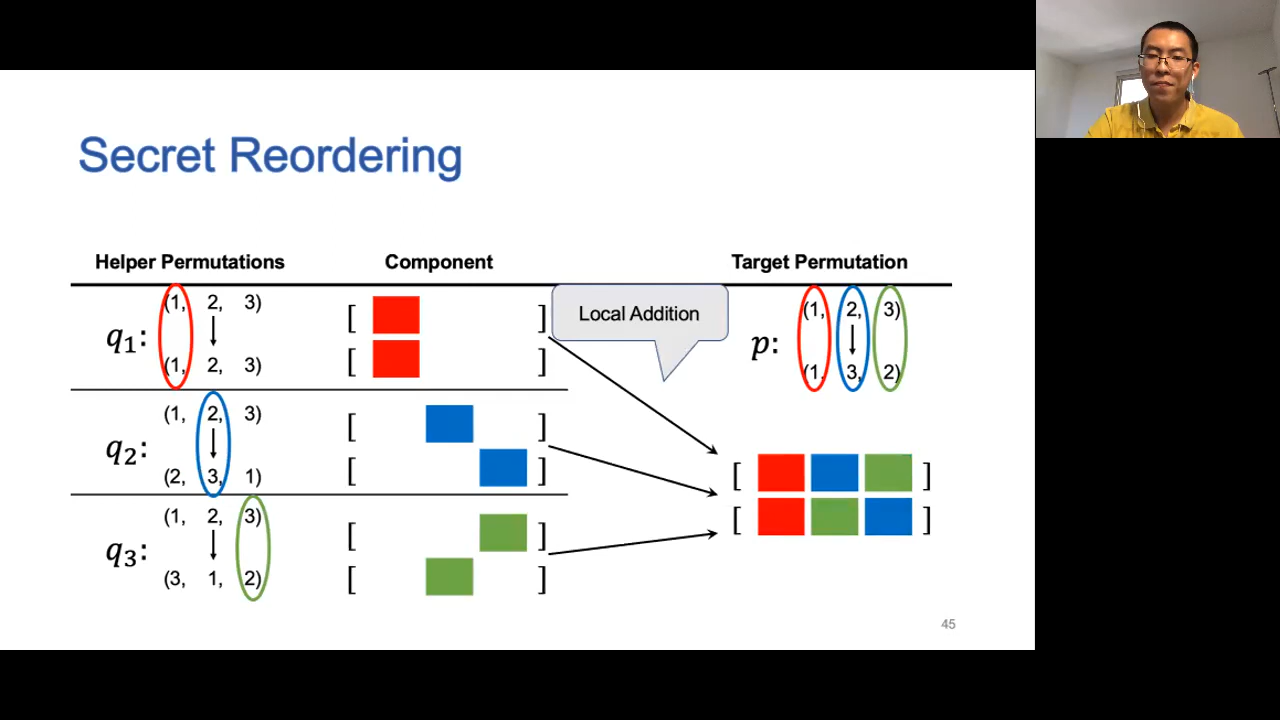 Secret Reordering
Helper Permutations Component Target Permutation
(1, 2, 3)
q₁:
(1, 2, 3)
[ ]
[ ]
Local Addition
(1, 2, 3)
p:
(1, 3, 2)
(1, 2, 3)
q₂:
(2, 3, 1)
[ ]
[ ]
[ ]
[ ]
(1, 2, 3)
q₃:
(3, 1, 2)
[ ]
[ ]
45